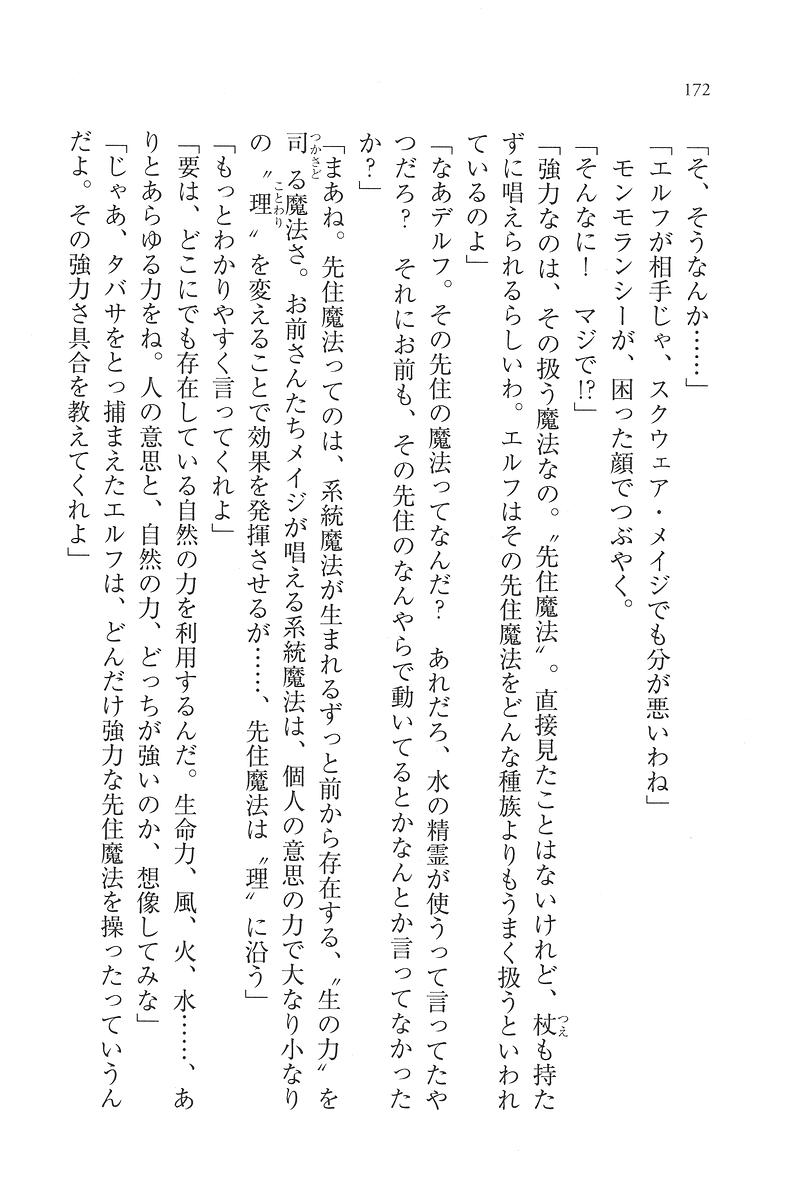 172
「そ、そうなんか……」
「エルフが相手じゃ、スクウェア・メイジでも分が悪いわね」
　モンモランシーが、困った顔でつぶやく。
「そんなに！　マジで!?」
「強力なのは、その扱う魔法なの。〝先住魔法〟。直接見たことはないけれど、杖も持た
ずに唱えられるらしいわ。エルフはその先住魔法をどんな種族よりもうまく扱うといわれ
ているのよ」
「なあデルフ。その先住の魔法ってなんだ？　あれだろ、水の精霊が使うって言ってたや
つだろ？　それにお前も、その先住のなんやらで動いてるとかなんとか言ってなかった
か？」
「まあね。先住魔法ってのは、系統魔法が生まれるずっと前から存在する、〝生の力〟を
司る魔法さ。お前さんたちメイジが唱える系統魔法は、個人の意思の力で大なり小なり
の〝理〟を変えることで効果を発揮させるが……、先住魔法は〝理〟に沿う」
「もっとわかりやすく言ってくれよ」
「要は、どこにでも存在している自然の力を利用するんだ。生命力、風、火、水……、あ
りとあらゆる力をね。人の意思と、自然の力、どっちが強いのか、想像してみな」
「じゃあ、タバサをとっ捕まえたエルフは、どんだけ強力な先住魔法を操ったっていうん
だよ。その強力さ具合を教えてくれよ」
つえ
つかさど
ことわり